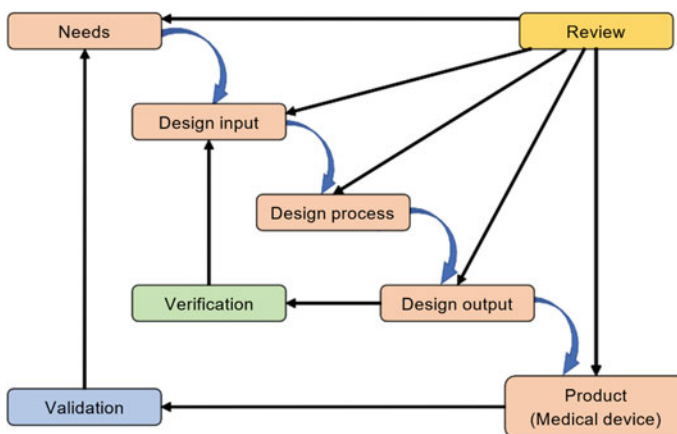 Needs
Review
Design input
Design process
Verification
Design output
Validation
Product
(Medical device)